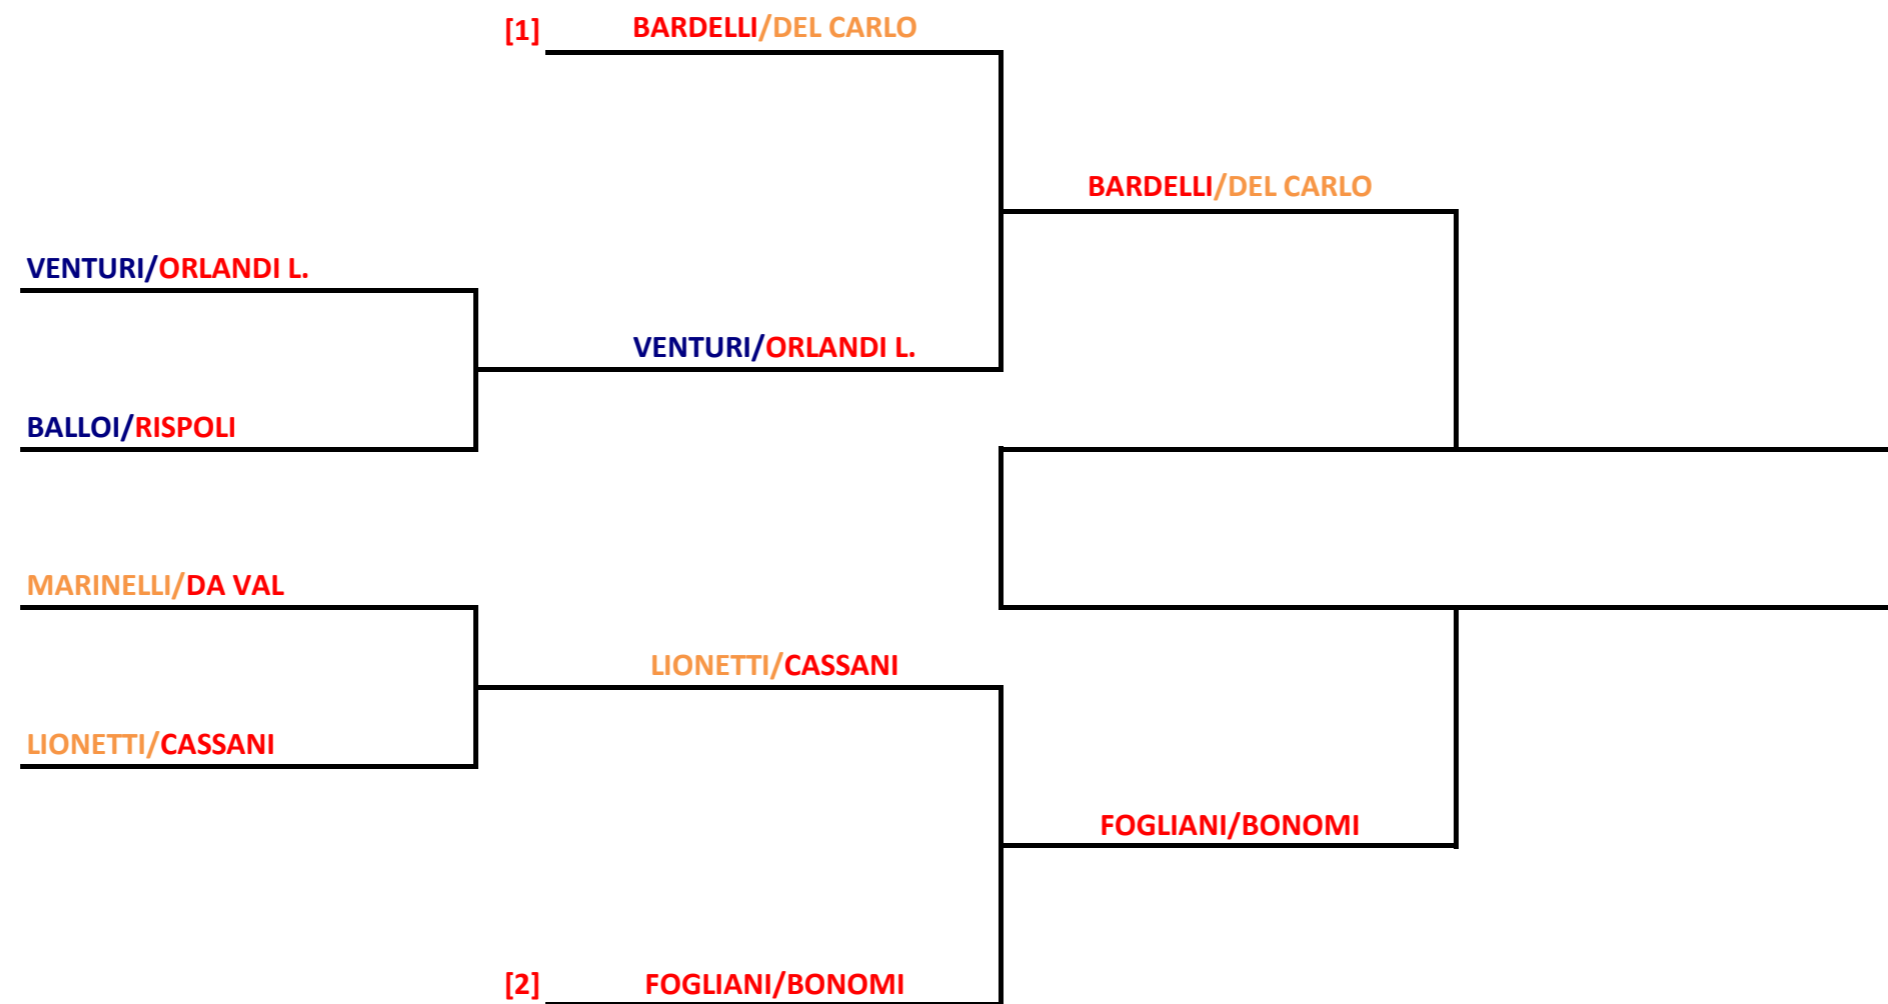 [1] BARDELLI/DEL CARLO
BARDELLI/DEL CARLO
VENTURI/ORLANDI L.
VENTURI/ORLANDI L.
BALLOI/RISPOLI
MARINELLI/DA VAL
LIONETTI/CASSANI
LIONETTI/CASSANI
FOGLIANI/BONOMI
[2] FOGLIANI/BONOMI